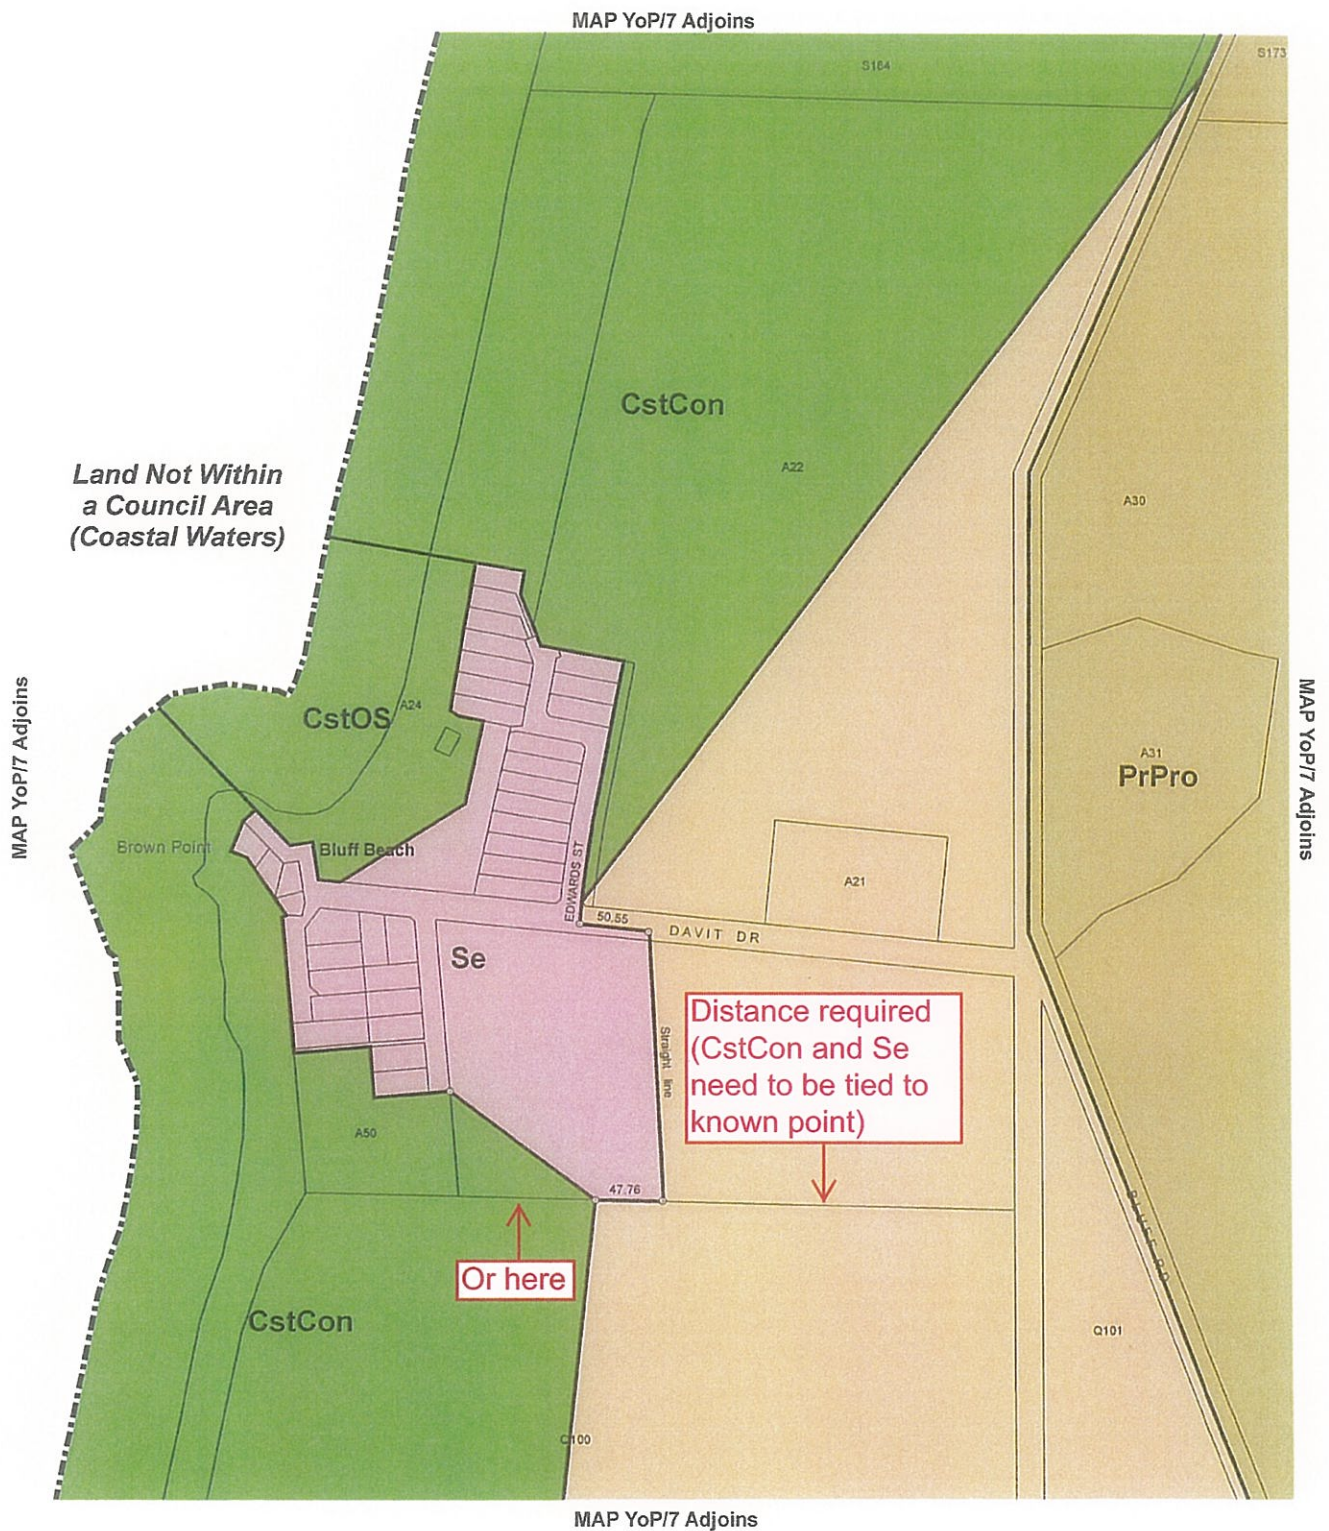 MAP YoP/7 Adjoins
S173
S184
CstCon
A22
Land Not Within
a Council Area
(Coastal Waters)
A30
MAP YoP/7 Adjoins
CstOS
A24
A31
PrPro
MAP YoP/7 Adjoins
Brown Point
Bluff Beach
EDWARDS ST
A21
50.55
DAVIT DR
Se
Straight line
Distance required
(CstCon and Se
need to be tied to
known point)
A50
47.76
BLUFF RD
Or here
CstCon
Q101
Q100
MAP YoP/7 Adjoins